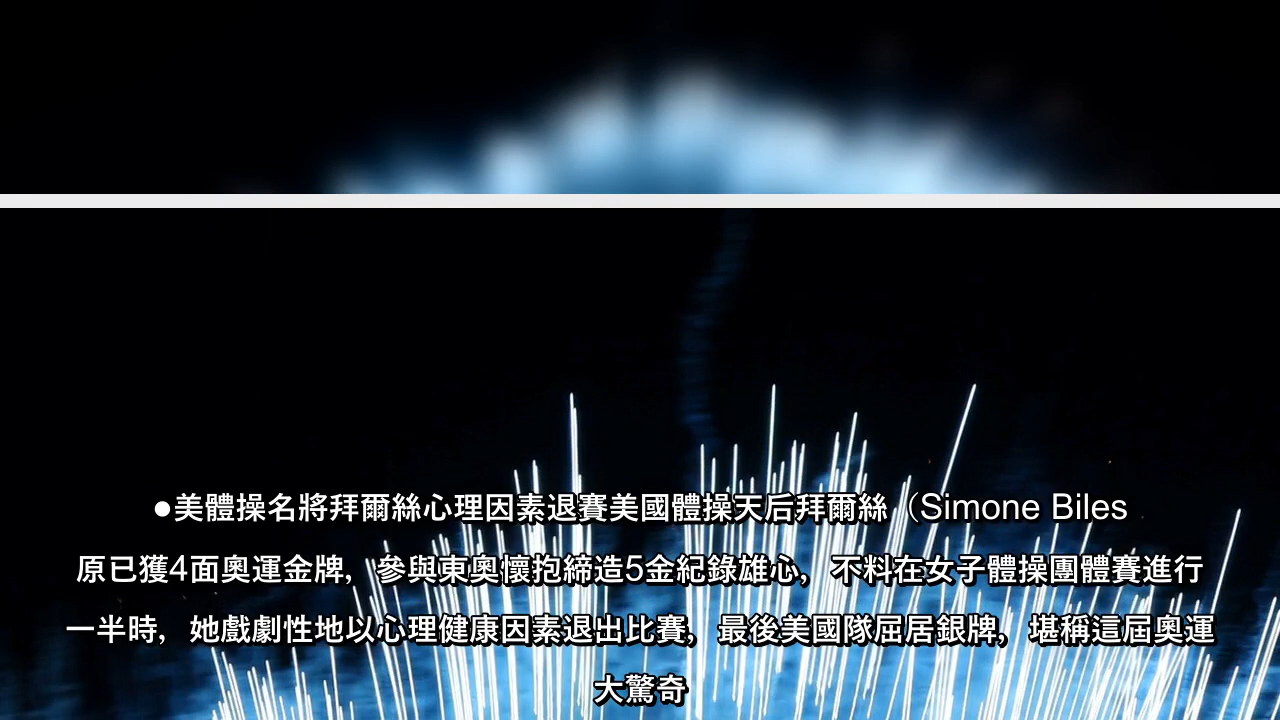 ●美體操名將拜爾絲心理因素退賽美國體操天后拜爾絲（Simone Biles
原已獲4面奧運金牌，參與東奧懷抱締造5金紀錄雄心，不料在女子體操團體賽進行
一半時，她戲劇性地以心理健康因素退出比賽，最後美國隊屈居銀牌，堪稱這屆奧運
大驚奇